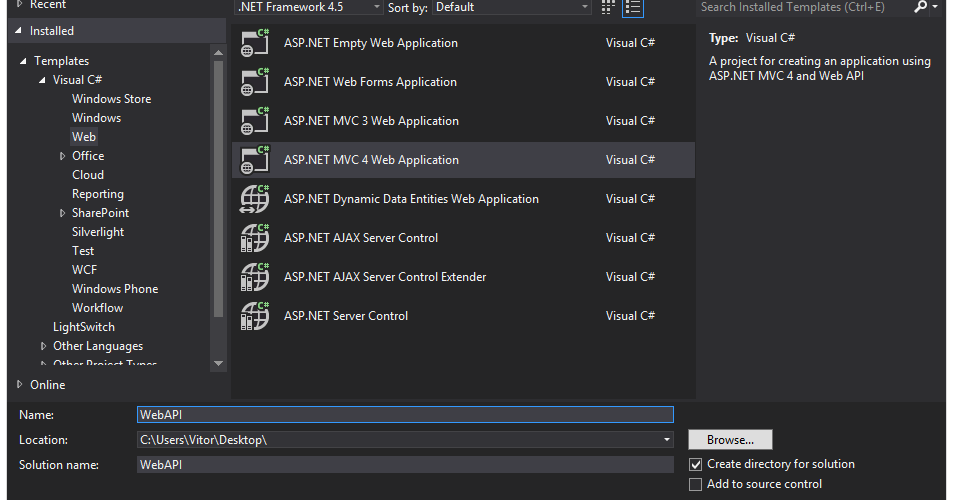 Recent
.NET Framework 4.5 Sort by: Default Search Installed Templates (Ctrl+E)
Installed
Templates
Visual C#
Windows Store
Windows
Web
Office
Cloud
Reporting
SharePoint
Silverlight
Test
WCF
Windows Phone
Workflow
LightSwitch
Other Languages
Other Project Types
Online
C# ASP.NET Empty Web Application Visual C#
C# ASP.NET Web Forms Application Visual C#
C# ASP.NET MVC 3 Web Application Visual C#
C# ASP.NET MVC 4 Web Application Visual C#
C# ASP.NET Dynamic Data Entities Web Application Visual C#
C# ASP.NET AJAX Server Control Visual C#
C# ASP.NET AJAX Server Control Extender Visual C#
C# ASP.NET Server Control Visual C#
Type: Visual C#
A project for creating an application using
ASP.NET MVC 4 and Web API
Name: WebAPI
Location: C:\Users\Vitor\Desktop\ Browse...
Solution name: WebAPI
Create directory for solution
Add to source control